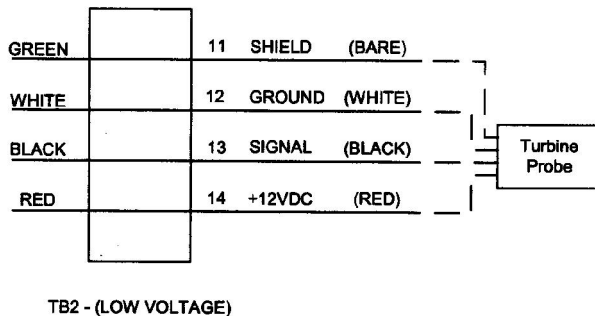 GREEN 11 SHIELD (BARE)
WHITE 12 GROUND (WHITE)
BLACK 13 SIGNAL (BLACK)
RED 14 +12VDC (RED)
Turbine
Probe
TB2 - (LOW VOLTAGE)